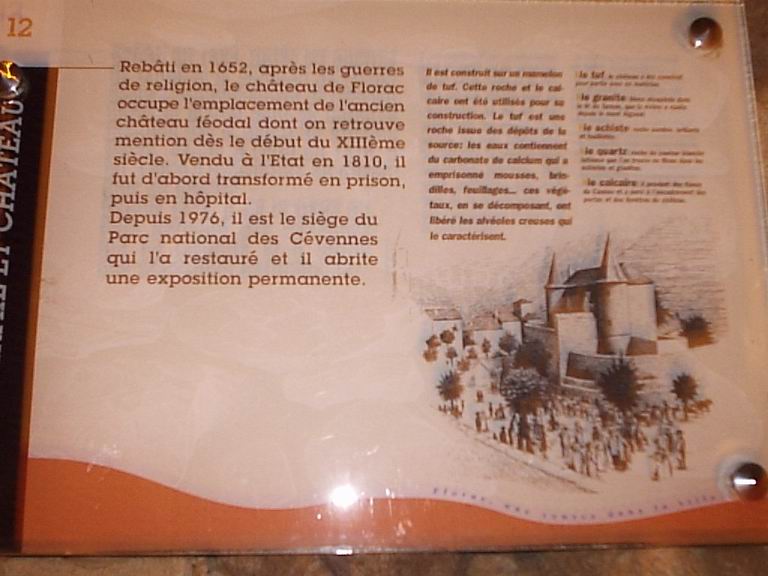 12
Rebâti en 1652, après les guerres
de religion, le château de Florac
occupe l'emplacement de l'ancien
château féodal dont on retrouve
mention dès le début du XIIIème
siècle. Vendu à l'Etat en 1810, il
fut d'abord transformé en prison,
puis en hôpital.
Depuis 1976, il est le siège du
Parc national des Cévennes
qui l'a restauré et il abrite
une exposition permanente.
Il est construit sur un mamelon
de tuf. Cette roche et le cal-
caire ont été utilisés pour sa
construction. Le tuf est une
roche issue des dépôts de la
source: les eaux contiennent
du carbonate de calcium qui a
emprisonné mousses, brin-
dilles, feuillages... ces végé-
taux, en se décomposant, ont
libéré les alvéoles creuses qui
le caractérisent.
le tuf
le granite
le schiste
le quartz
le calcaire